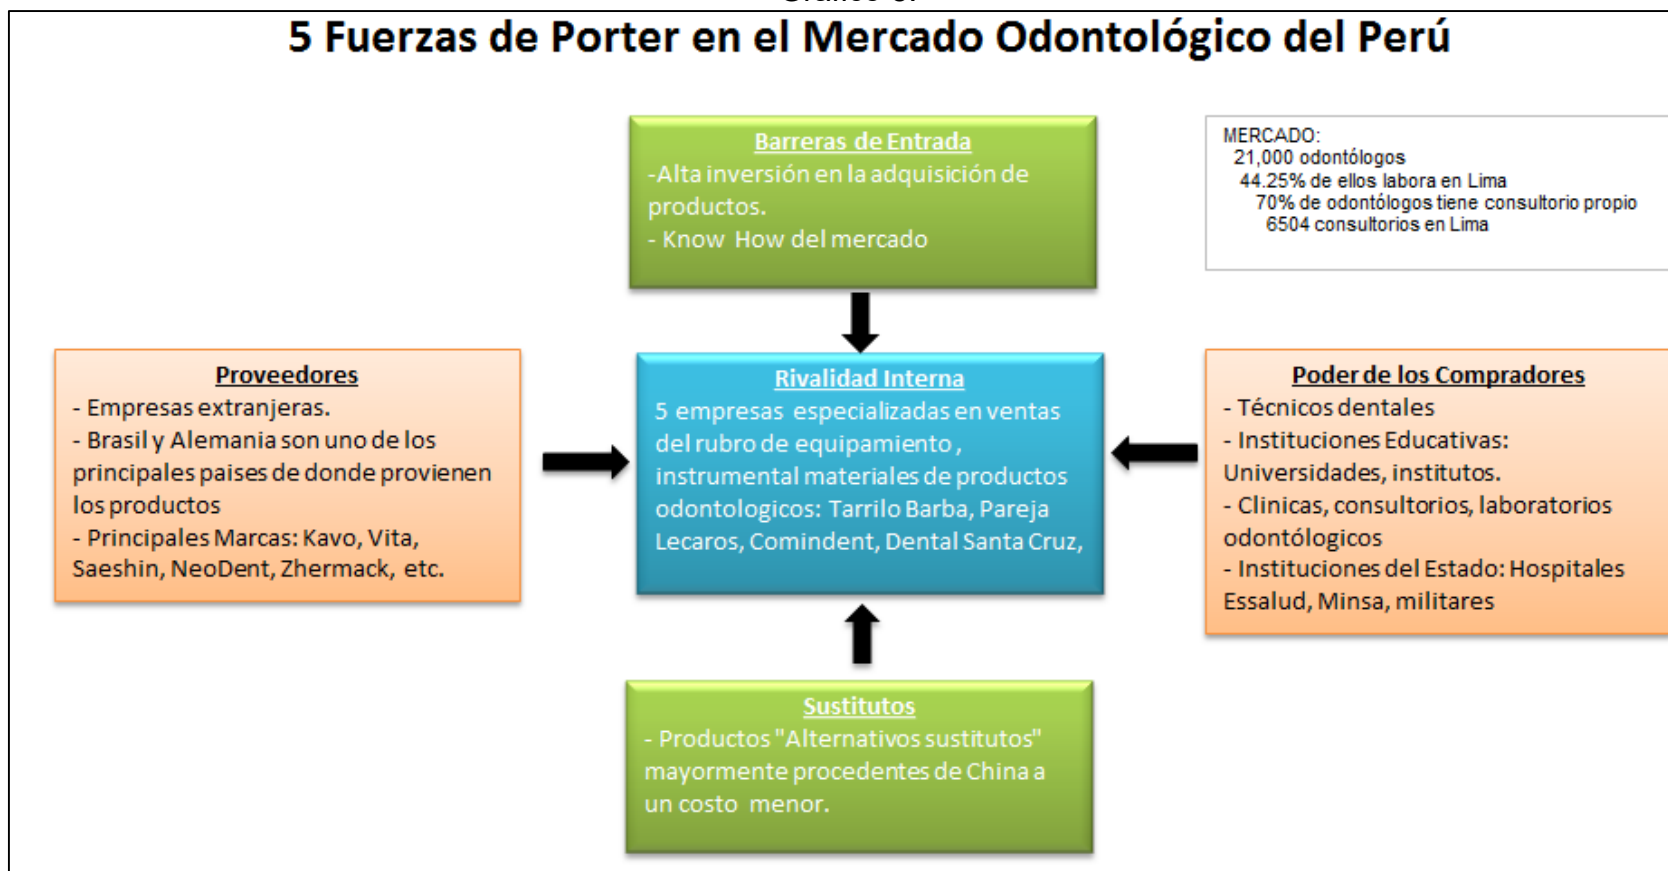 5 Fuerzas de Porter en el Mercado Odontológico del Perú
Barreras de Entrada
-Alta inversión en la adquisición de
productos.
- Know How del mercado
MERCADO:
21,000 odontólogos
44.25% de ellos labora en Lima
70% de odontólogos tiene consultorio propio
6504 consultorios en Lima
Proveedores
- Empresas extranjeras.
- Brasil y Alemania son uno de los
principales paises de donde provienen
los productos
- Principales Marcas: Kavo, Vita,
Saeshin, NeoDent, Zhermack, etc.
Rivalidad Interna
5 empresas especializadas en ventas
del rubro de equipamiento ,
instrumental materiales de productos
odontologicos: Tarrilo Barba, Pareja
Lecaros, Comindent, Dental Santa Cruz,
Poder de los Compradores
- Técnicos dentales
- Instituciones Educativas:
Universidades, institutos.
- Clinicas, consultorios, laboratorios
odontólogicos
- Instituciones del Estado: Hospitales
Essalud, Minsa, militares
Sustitutos
- Productos "Alternativos sustitutos"
mayormente procedentes de China a
un costo menor.